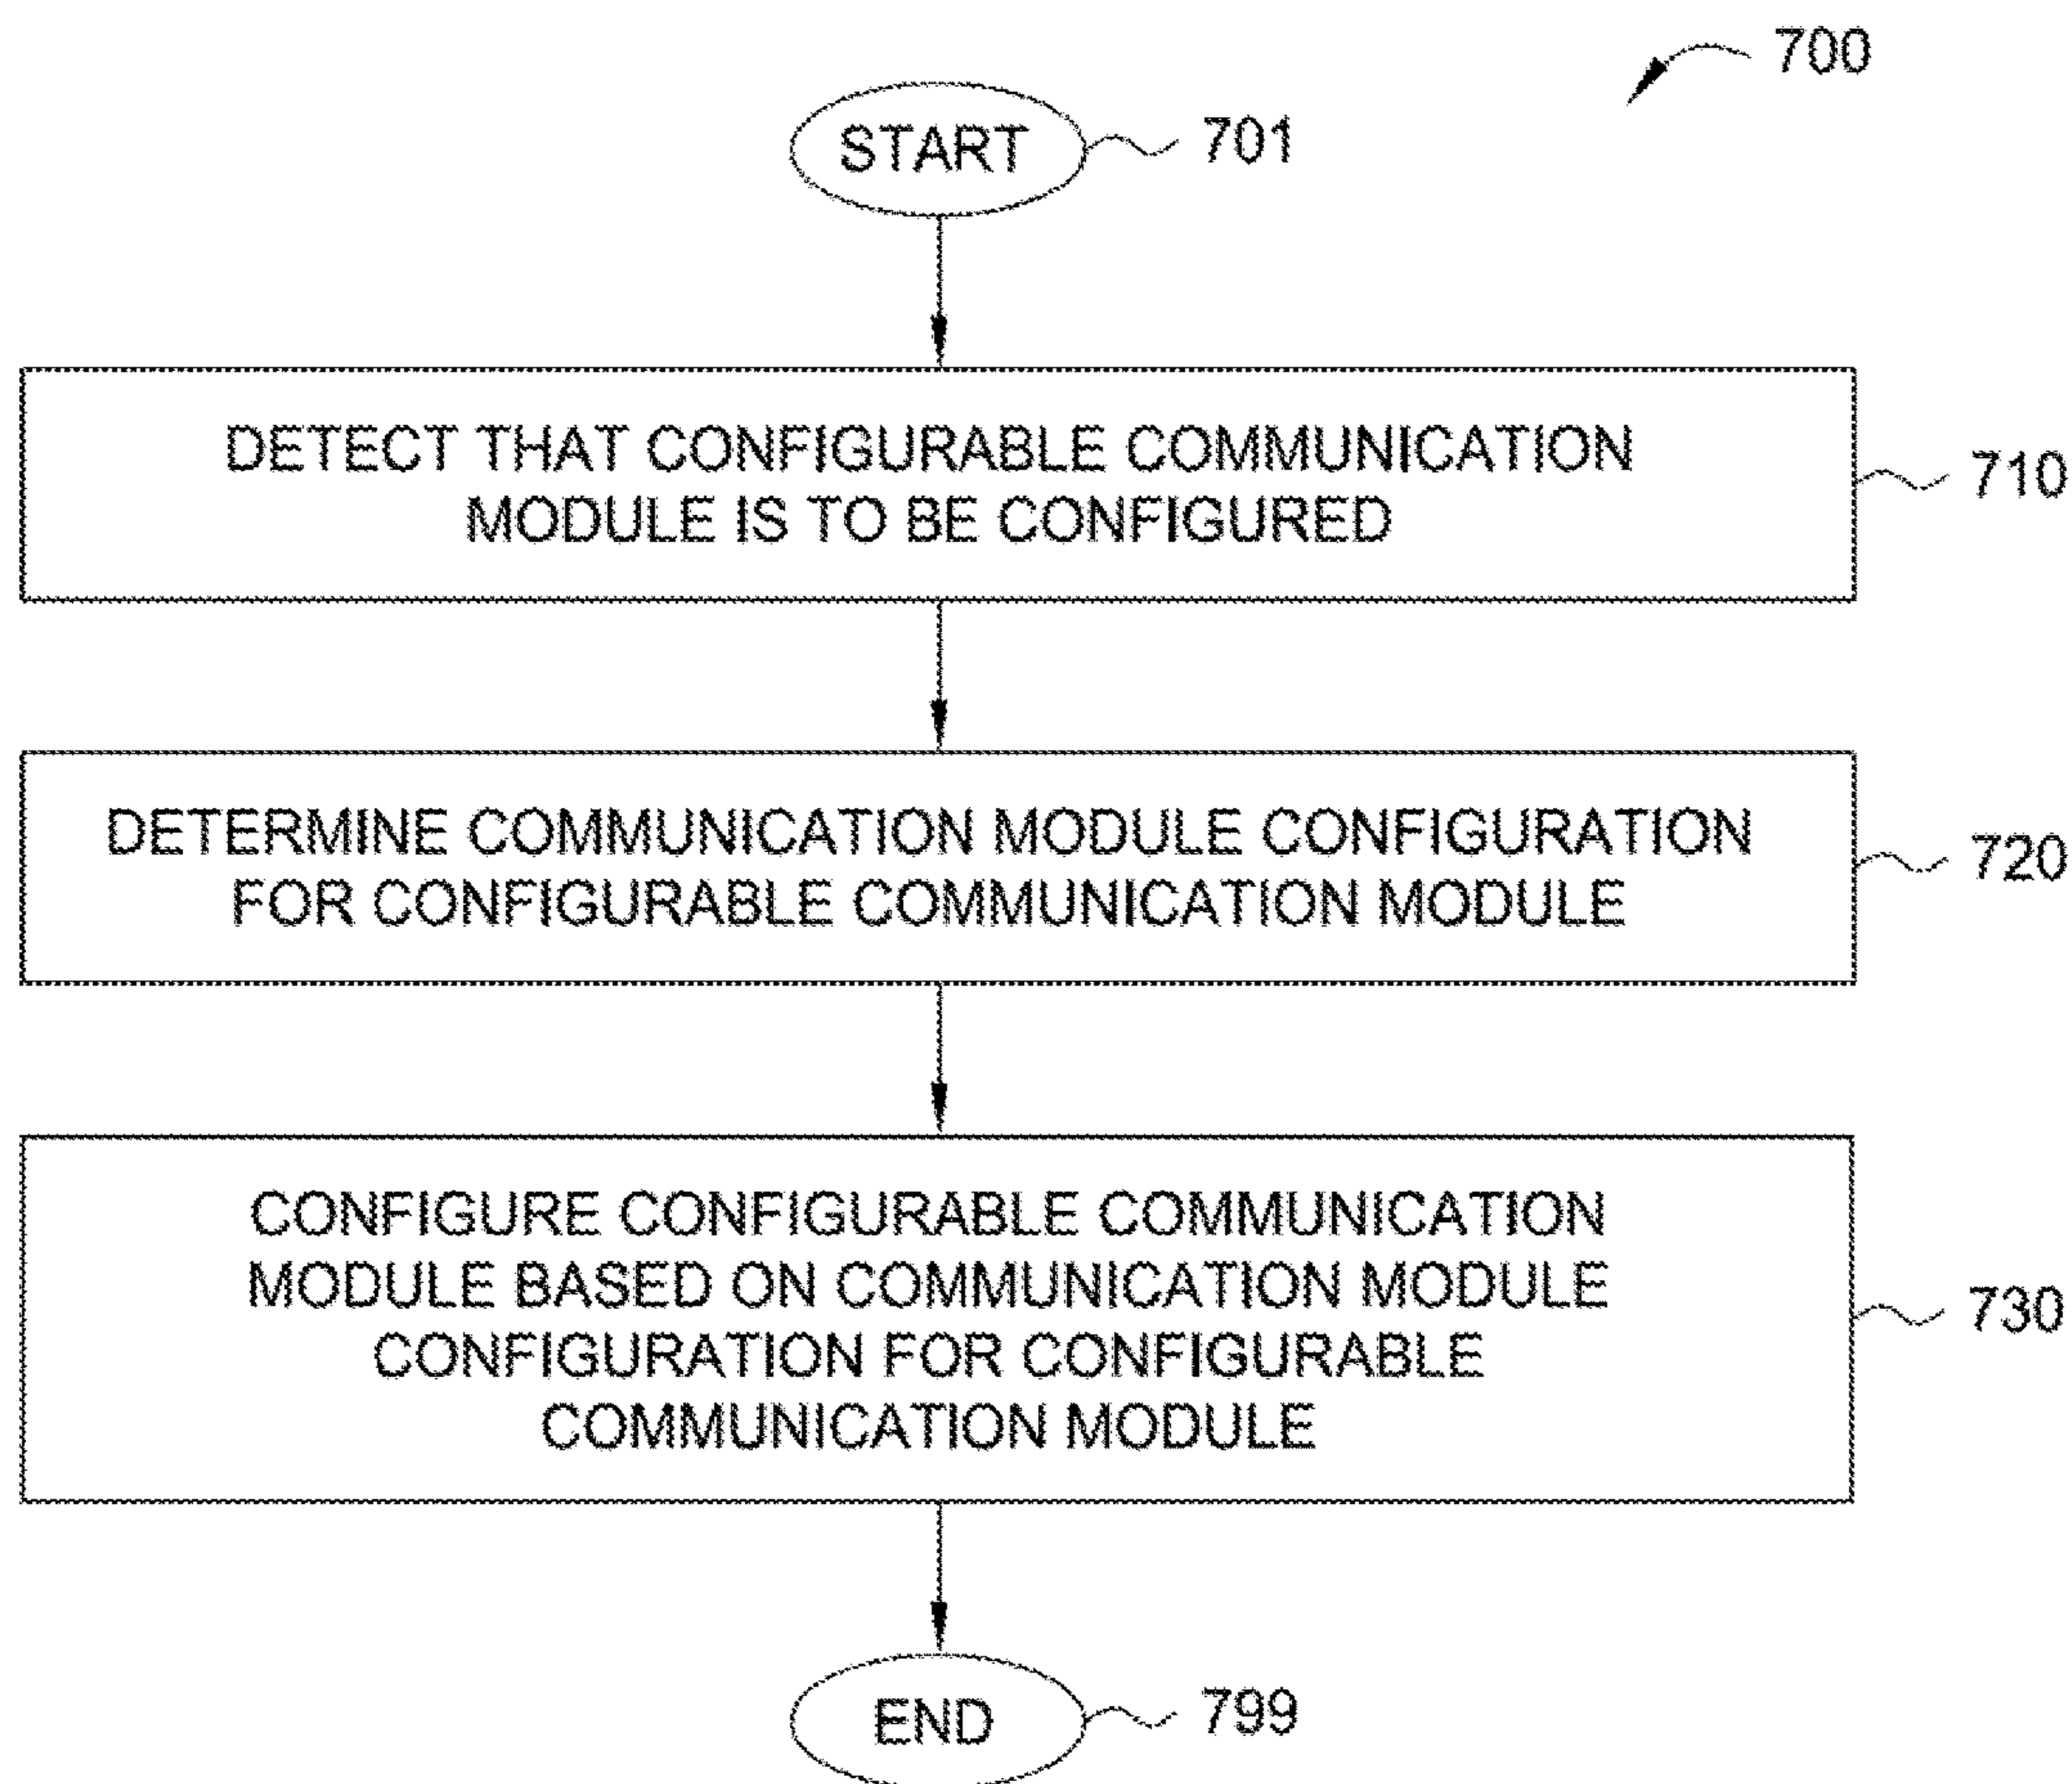 700
START
701
DETECT THAT CONFIGURABLE COMMUNICATION
MODULE IS TO BE CONFIGURED
710
DETERMINE COMMUNICATION MODULE CONFIGURATION
FOR CONFIGURABLE COMMUNICATION MODULE
720
CONFIGURE CONFIGURABLE COMMUNICATION
MODULE BASED ON COMMUNICATION MODULE
CONFIGURATION FOR CONFIGURABLE
COMMUNICATION MODULE
730
END
799